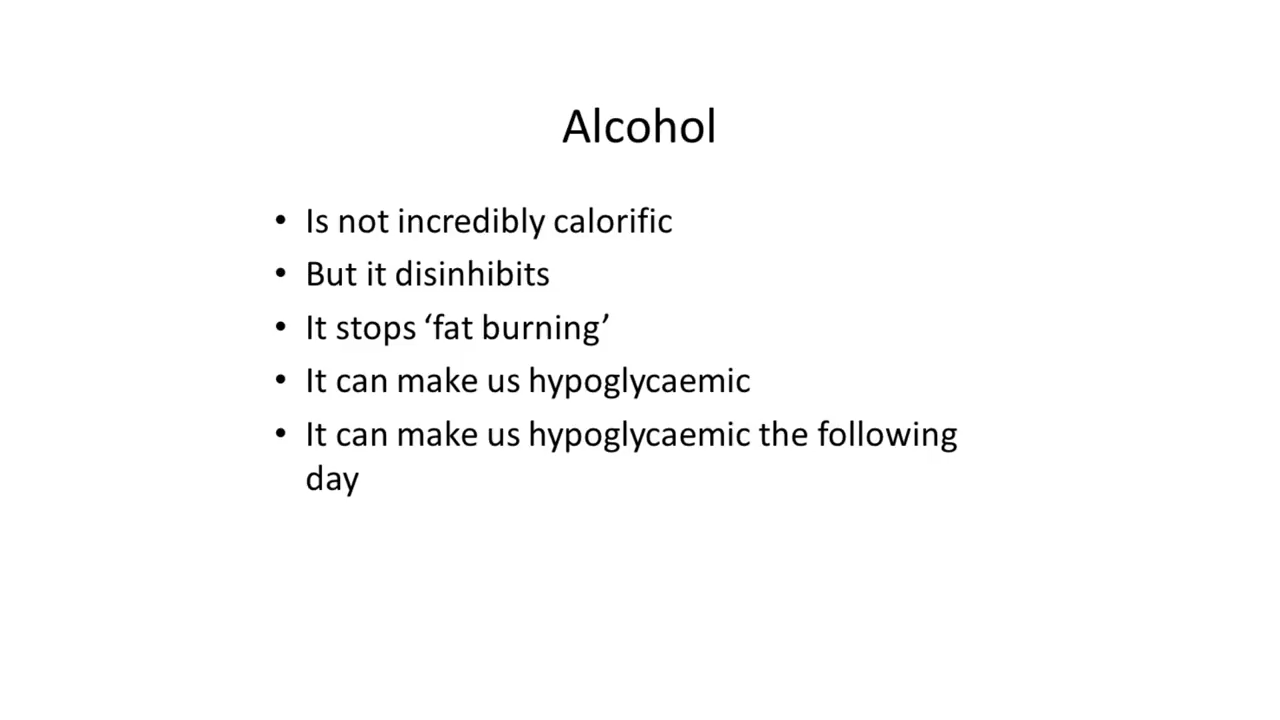 Alcohol
• Is not incredibly calorific
• But it disinhibits
• It stops ‘fat burning’
• It can make us hypoglycaemic
• It can make us hypoglycaemic the following
day